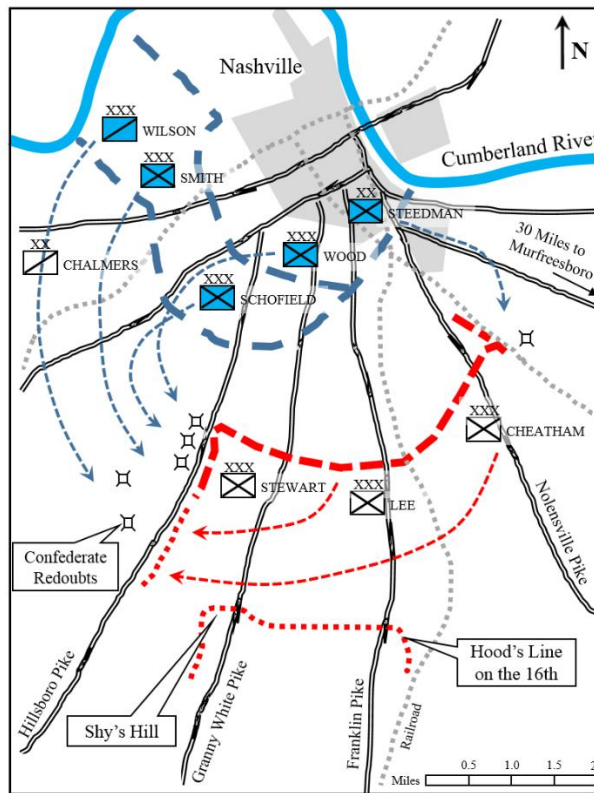 Nashville
N
XXX
WILSON
Cumberland River
XXX
SMITH
XX
STEEDMAN
XX
CHALMERS
XXX
WOOD
30 Miles to
Murfreesboro
XXX
SCHOFIELD
XXX
CHEATHAM
XXX
STEWART
XXX
LEE
Confederate
Redoubts
Nolensville Pike
Hood's Line
on the 16th
Shy's Hill
Hillsboro Pike
Granny White Pike
Franklin Pike
Railroad
Miles
0.5 1.0 1.5 2